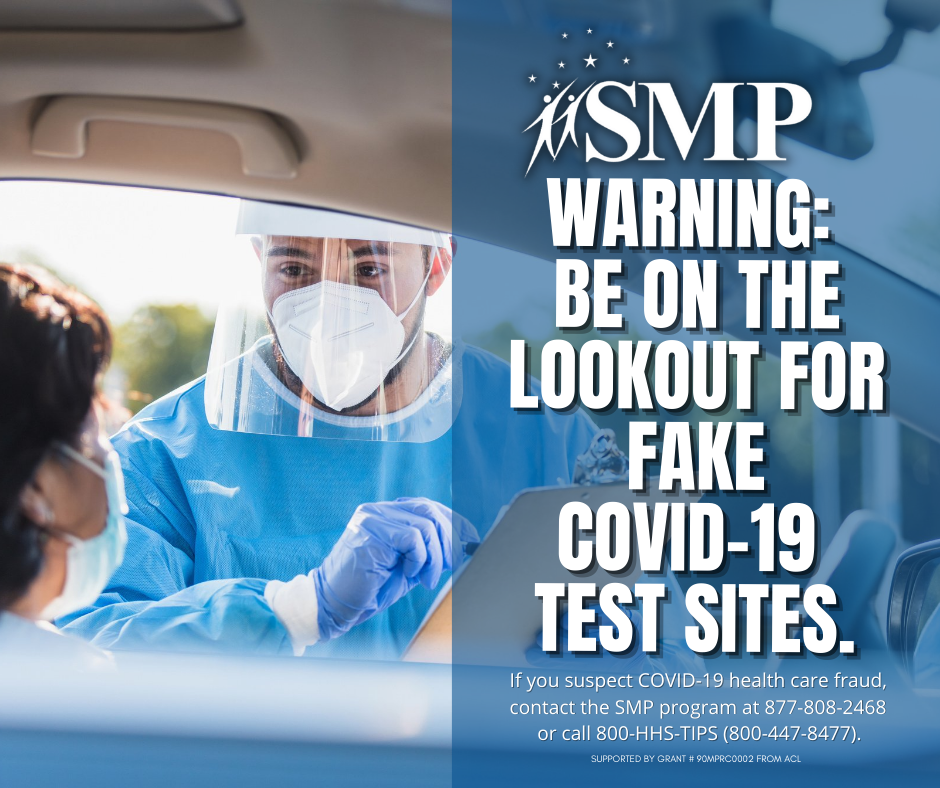 SMP
WARNING:
BE ON THE
LOOKOUT FOR
FAKE
COVID-19
TEST SITES.
If you suspect COVID-19 health care fraud,
contact the SMP program at 877-808-2468
or call 800-HHS-TIPS (800-447-8477).
SUPPORTED BY GRANT # 90MPRC0002 FROM ACL